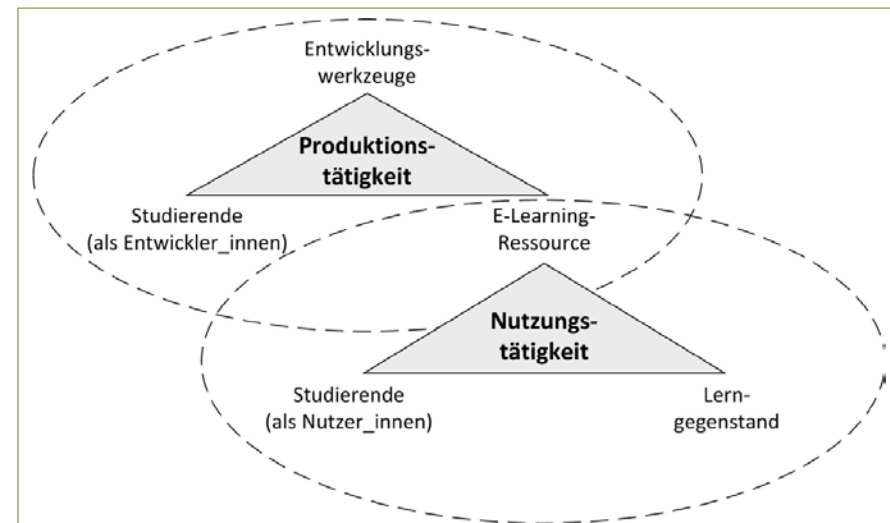 Entwicklungs-
werkzeuge
Produktions-
tätigkeit
Studierende
(als Entwickler_innen)
E-Learning-
Ressource
Nutzungs-
tätigkeit
Studierende
(als Nutzer_innen)
Lern-
gegenstand